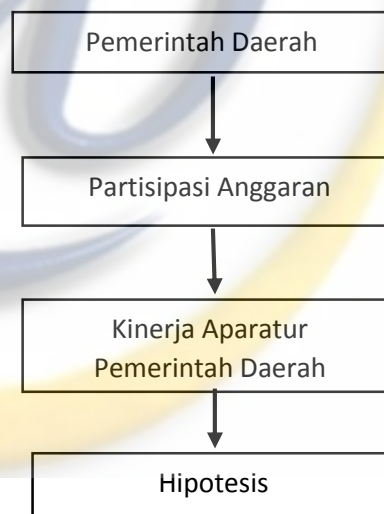 Pemerintah Daerah
Partisipasi Anggaran
Kinerja Aparatur
Pemerintah Daerah
Hipotesis